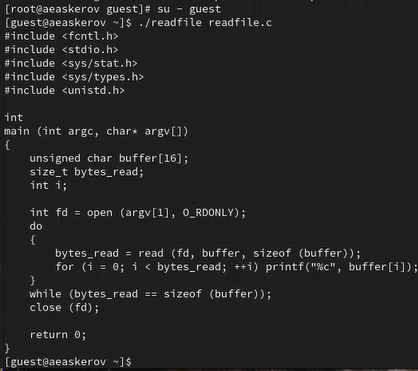 [root@aeaskerov guest]# su - guest
[guest@aeaskerov ~]$ ./readfile readfile.c
#include <fcntl.h>
#include <stdio.h>
#include <sys/stat.h>
#include <sys/types.h>
#include <unistd.h>

int
main (int argc, char* argv[])
{
    unsigned char buffer[16];
    size_t bytes_read;
    int i;

    int fd = open (argv[1], O_RDONLY);
    do
    {
        bytes_read = read (fd, buffer, sizeof (buffer));
        for (i = 0; i < bytes_read; ++i) printf("%c", buffer[i]);
    }
    while (bytes_read == sizeof (buffer));
    close (fd);

    return 0;
}
[guest@aeaskerov ~]$